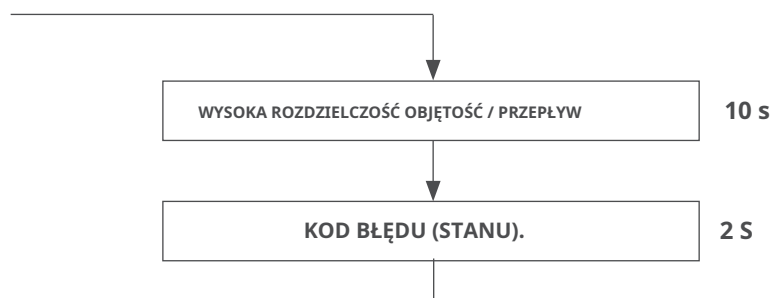 WYSOKA ROZDZIELCZOŚĆ OBJĘTOŚĆ / PRZEPŁYW
10 s
KOD BŁĘDU (STANU).
2 S